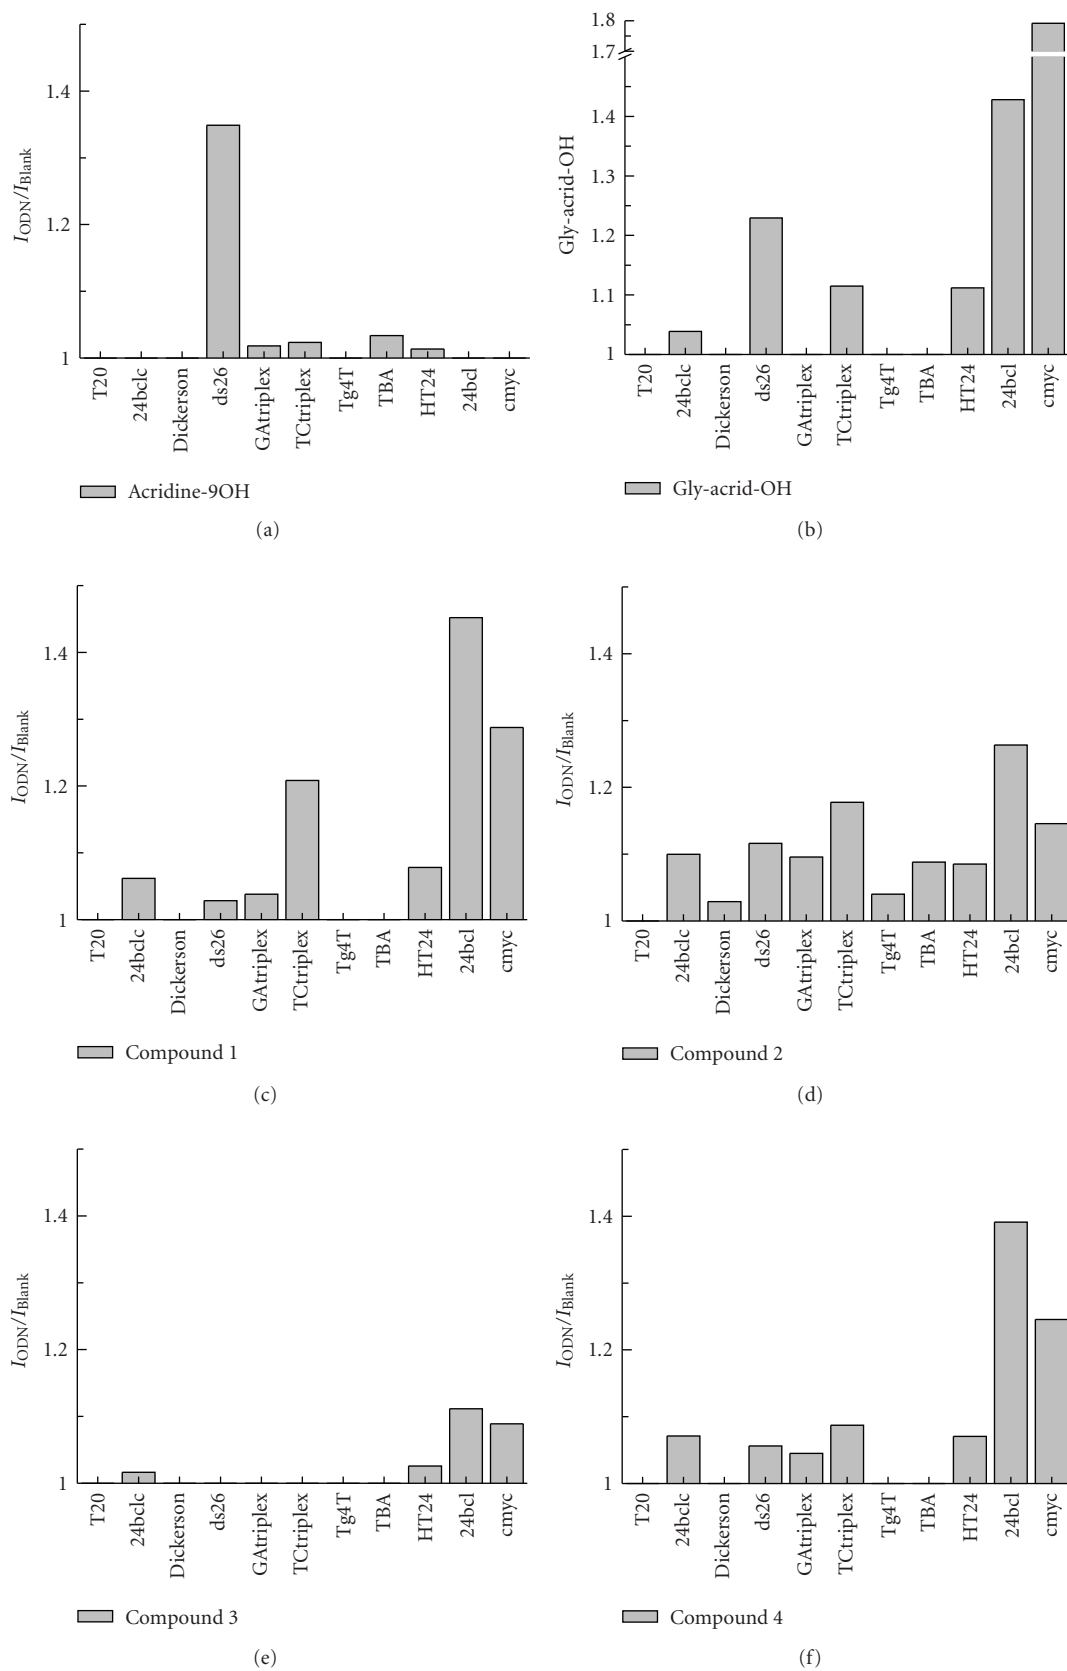 1.4
1.2
1
I_ODN/I_Blank
T20
24bclc
Dickerson
ds26
GAtriplex
TCtriplex
Tg4T
TBA
HT24
24bcl
cmyc
Acridine-9OH
(a)
1.8
1.7
1.4
1.3
1.2
1.1
1
Gly-acrid-OH
T20
24bclc
Dickerson
ds26
GAtriplex
TCtriplex
Tg4T
TBA
HT24
24bcl
cmyc
Gly-acrid-OH
(b)
1.4
1.2
1
I_ODN/I_Blank
T20
24bclc
Dickerson
ds26
GAtriplex
TCtriplex
Tg4T
TBA
HT24
24bcl
cmyc
Compound 1
(c)
1.4
1.2
1
I_ODN/I_Blank
T20
24bclc
Dickerson
ds26
GAtriplex
TCtriplex
Tg4T
TBA
HT24
24bcl
cmyc
Compound 2
(d)
1.4
1.2
1
I_ODN/I_Blank
T20
24bclc
Dickerson
ds26
GAtriplex
TCtriplex
Tg4T
TBA
HT24
24bcl
cmyc
Compound 3
(e)
1.4
1.2
1
I_ODN/I_Blank
T20
24bclc
Dickerson
ds26
GAtriplex
TCtriplex
Tg4T
TBA
HT24
24bcl
cmyc
Compound 4
(f)